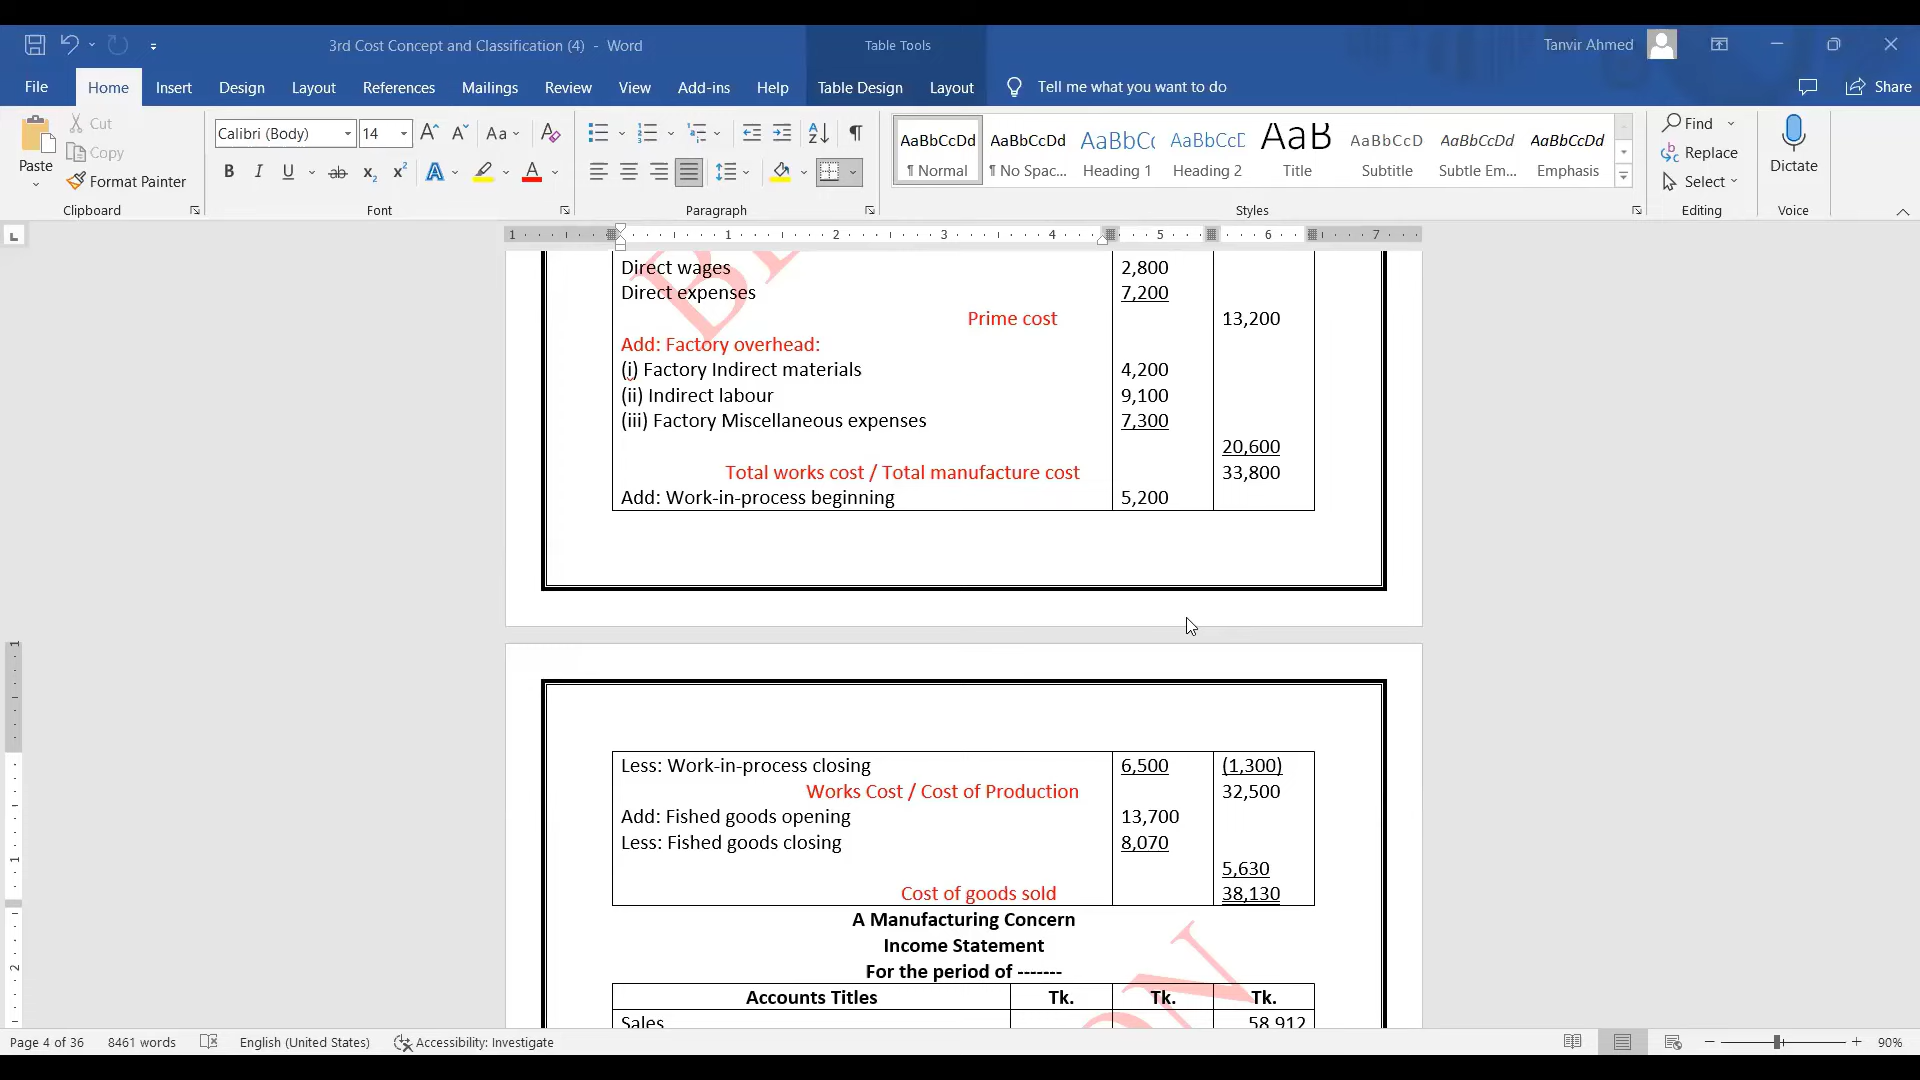 3rd Cost Concept and Classification (4) - Word
Table Tools
Tanvir Ahmed
File Home Insert Design Layout References Mailings Review View Add-ins Help Table Design Layout Tell me what you want to do Share
Paste
Cut
Copy
Format Painter
Clipboard
Calibri (Body) 14
Font
Paragraph
AaBbCcDd AaBbCcDd AaBbCc AaBbCcD AaB AaBbCcD AaBbCcDd AaBbCcDd
¶ Normal ¶ No Spac... Heading 1 Heading 2 Title Subtitle Subtle Em... Emphasis
Styles
Find
Replace
Select
Editing
Dictate
Voice
1 1 2 3 4 5 6 7
Direct wages 2,800
Direct expenses 7,200
Prime cost 13,200
Add: Factory overhead:
(i) Factory Indirect materials 4,200
(ii) Indirect labour 9,100
(iii) Factory Miscellaneous expenses 7,300
20,600
Total works cost / Total manufacture cost 33,800
Add: Work-in-process beginning 5,200
Less: Work-in-process closing 6,500 (1,300)
Works Cost / Cost of Production 32,500
Add: Fished goods opening 13,700
Less: Fished goods closing 8,070
5,630
Cost of goods sold 38,130
A Manufacturing Concern
Income Statement
For the period of -------
Accounts Titles Tk. Tk. Tk.
Sales 58,912
Page 4 of 36 8461 words English (United States) Accessibility: Investigate 90%